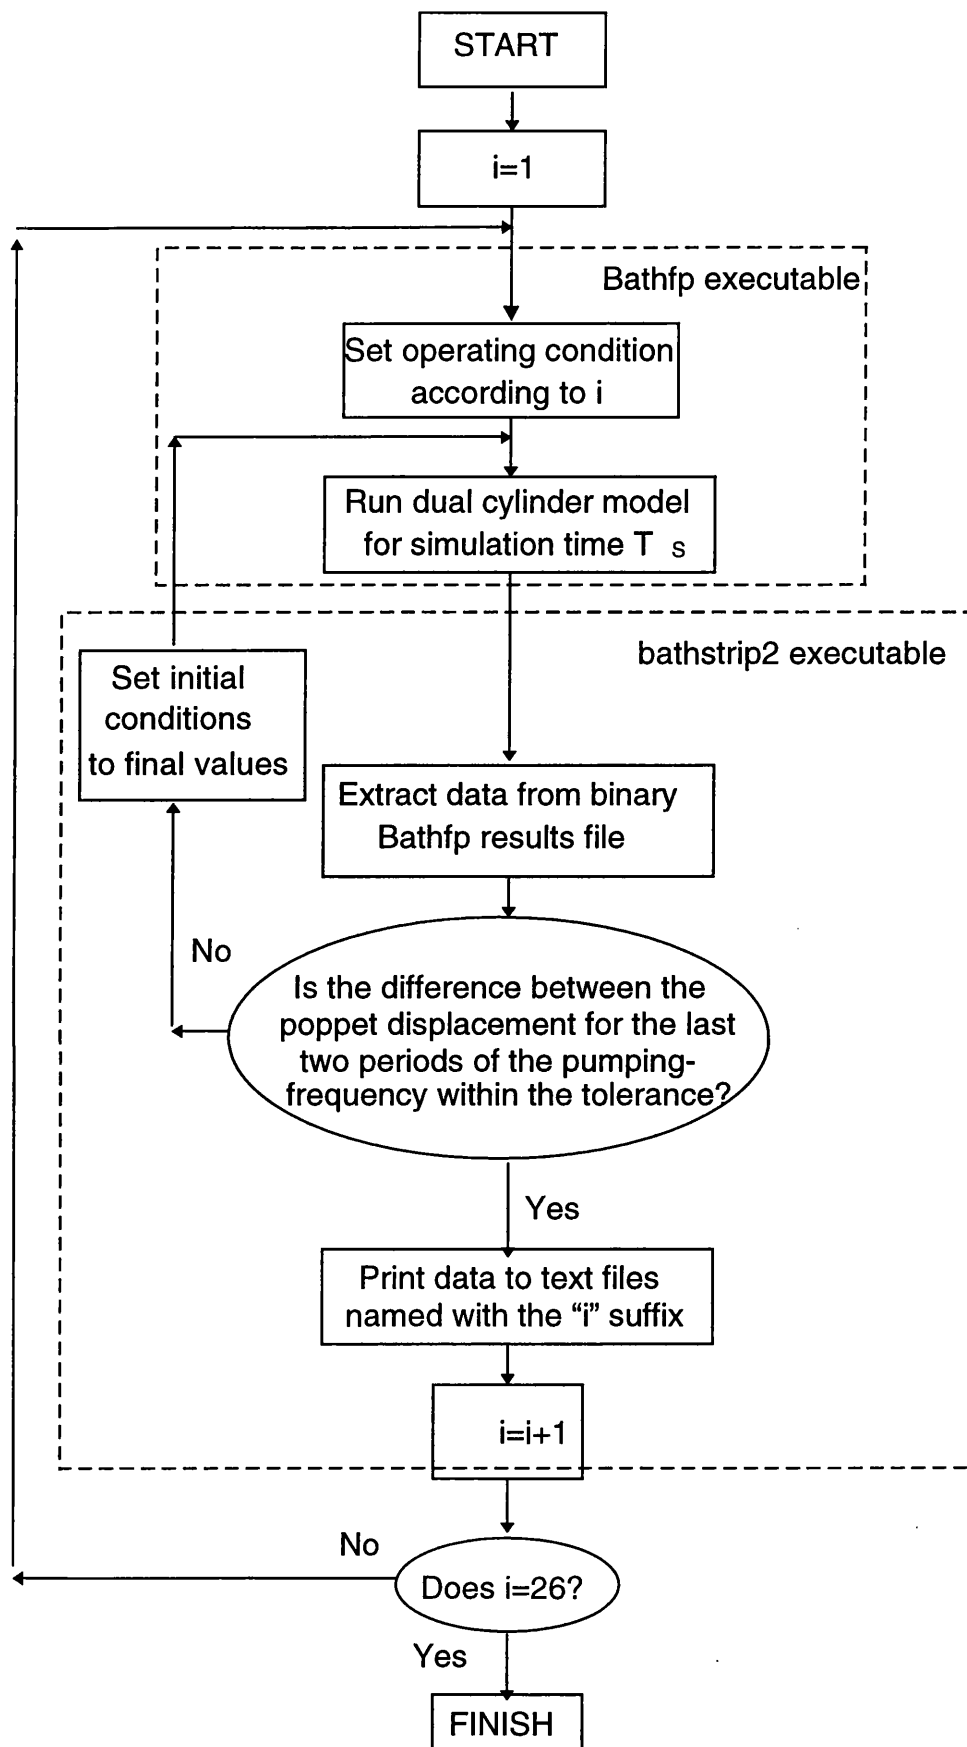 START
i=1
Bathfp executable
Set operating condition
according to i
Run dual cylinder model
for simulation time T s
bathstrip2 executable
Set initial
conditions
to final values
Extract data from binary
Bathfp results file
No
Is the difference between the
poppet displacement for the last
two periods of the pumping-
frequency within the tolerance?
Yes
Print data to text files
named with the “i” suffix
i=i+1
No
Does i=26?
Yes
FINISH